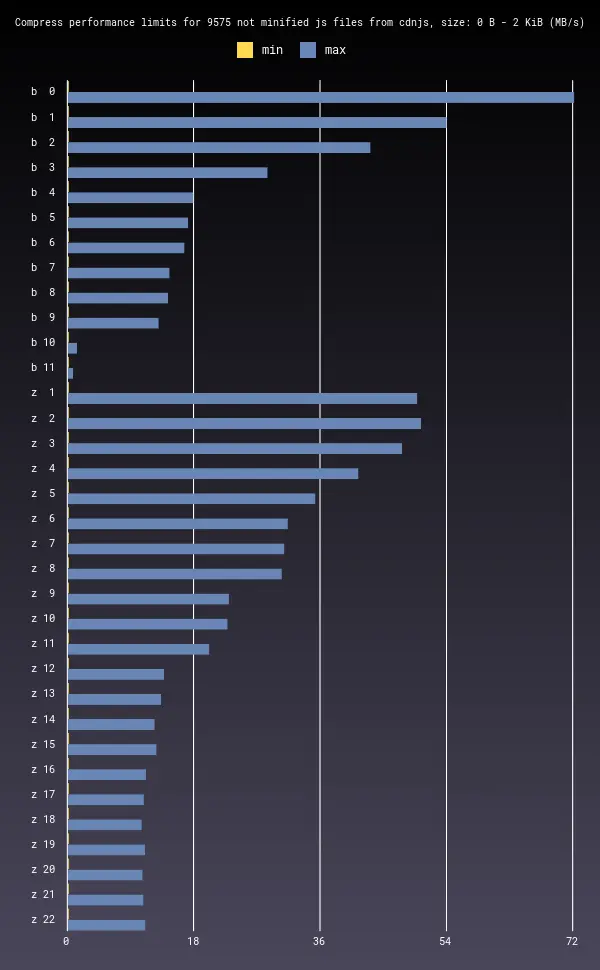 Compress performance limits for 9575 not minified js files from cdnjs, size: 0 B - 2 KiB (MB/s)
min max
b 0
b 1
b 2
b 3
b 4
b 5
b 6
b 7
b 8
b 9
b 10
b 11
z 1
z 2
z 3
z 4
z 5
z 6
z 7
z 8
z 9
z 10
z 11
z 12
z 13
z 14
z 15
z 16
z 17
z 18
z 19
z 20
z 21
z 22
0 18 36 54 72